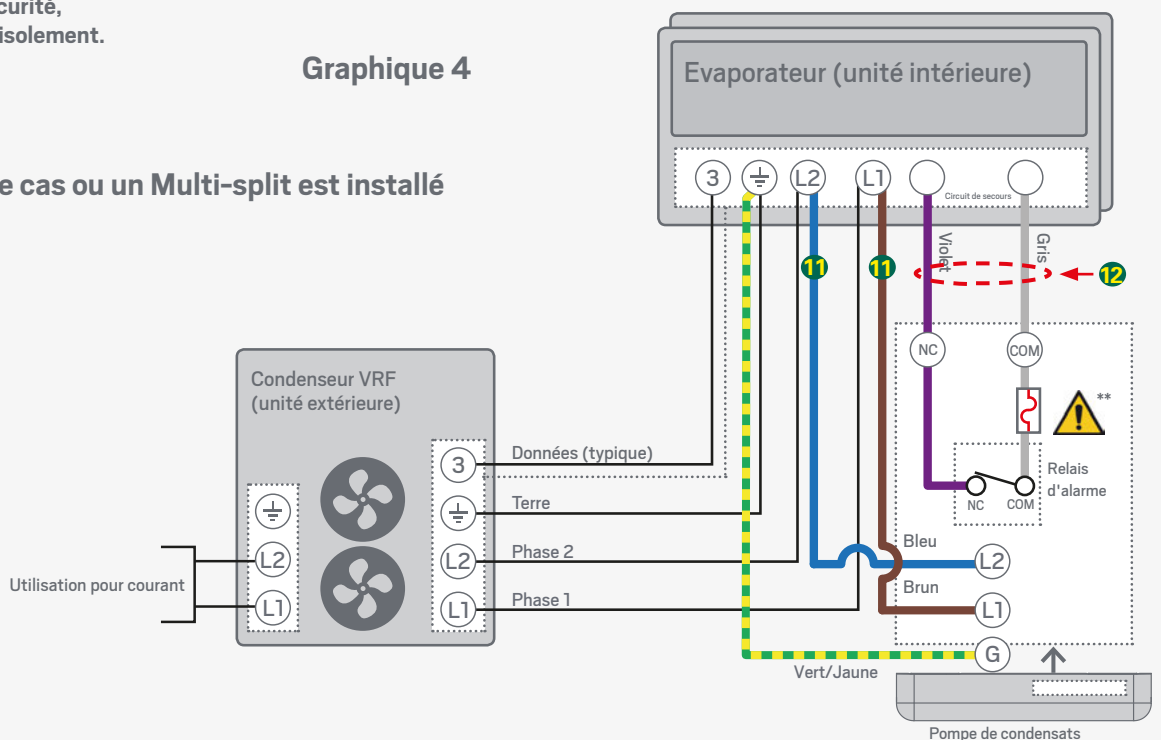 curité,
isolement.
Graphique 4
e cas ou un Multi-split est installé
Evaporateur (unité intérieure)
3
L2
L1
Circuit de secours
Violet
Gris
11
11
12
NC
COM
**
Relais
d'alarme
NC
COM
Condenseur VRF
(unité extérieure)
3
L2
L1
L2
L1
Utilisation pour courant
Données (typique)
Terre
Phase 2
Phase 1
Bleu
L2
Brun
L1
G
Vert/Jaune
Pompe de condensats